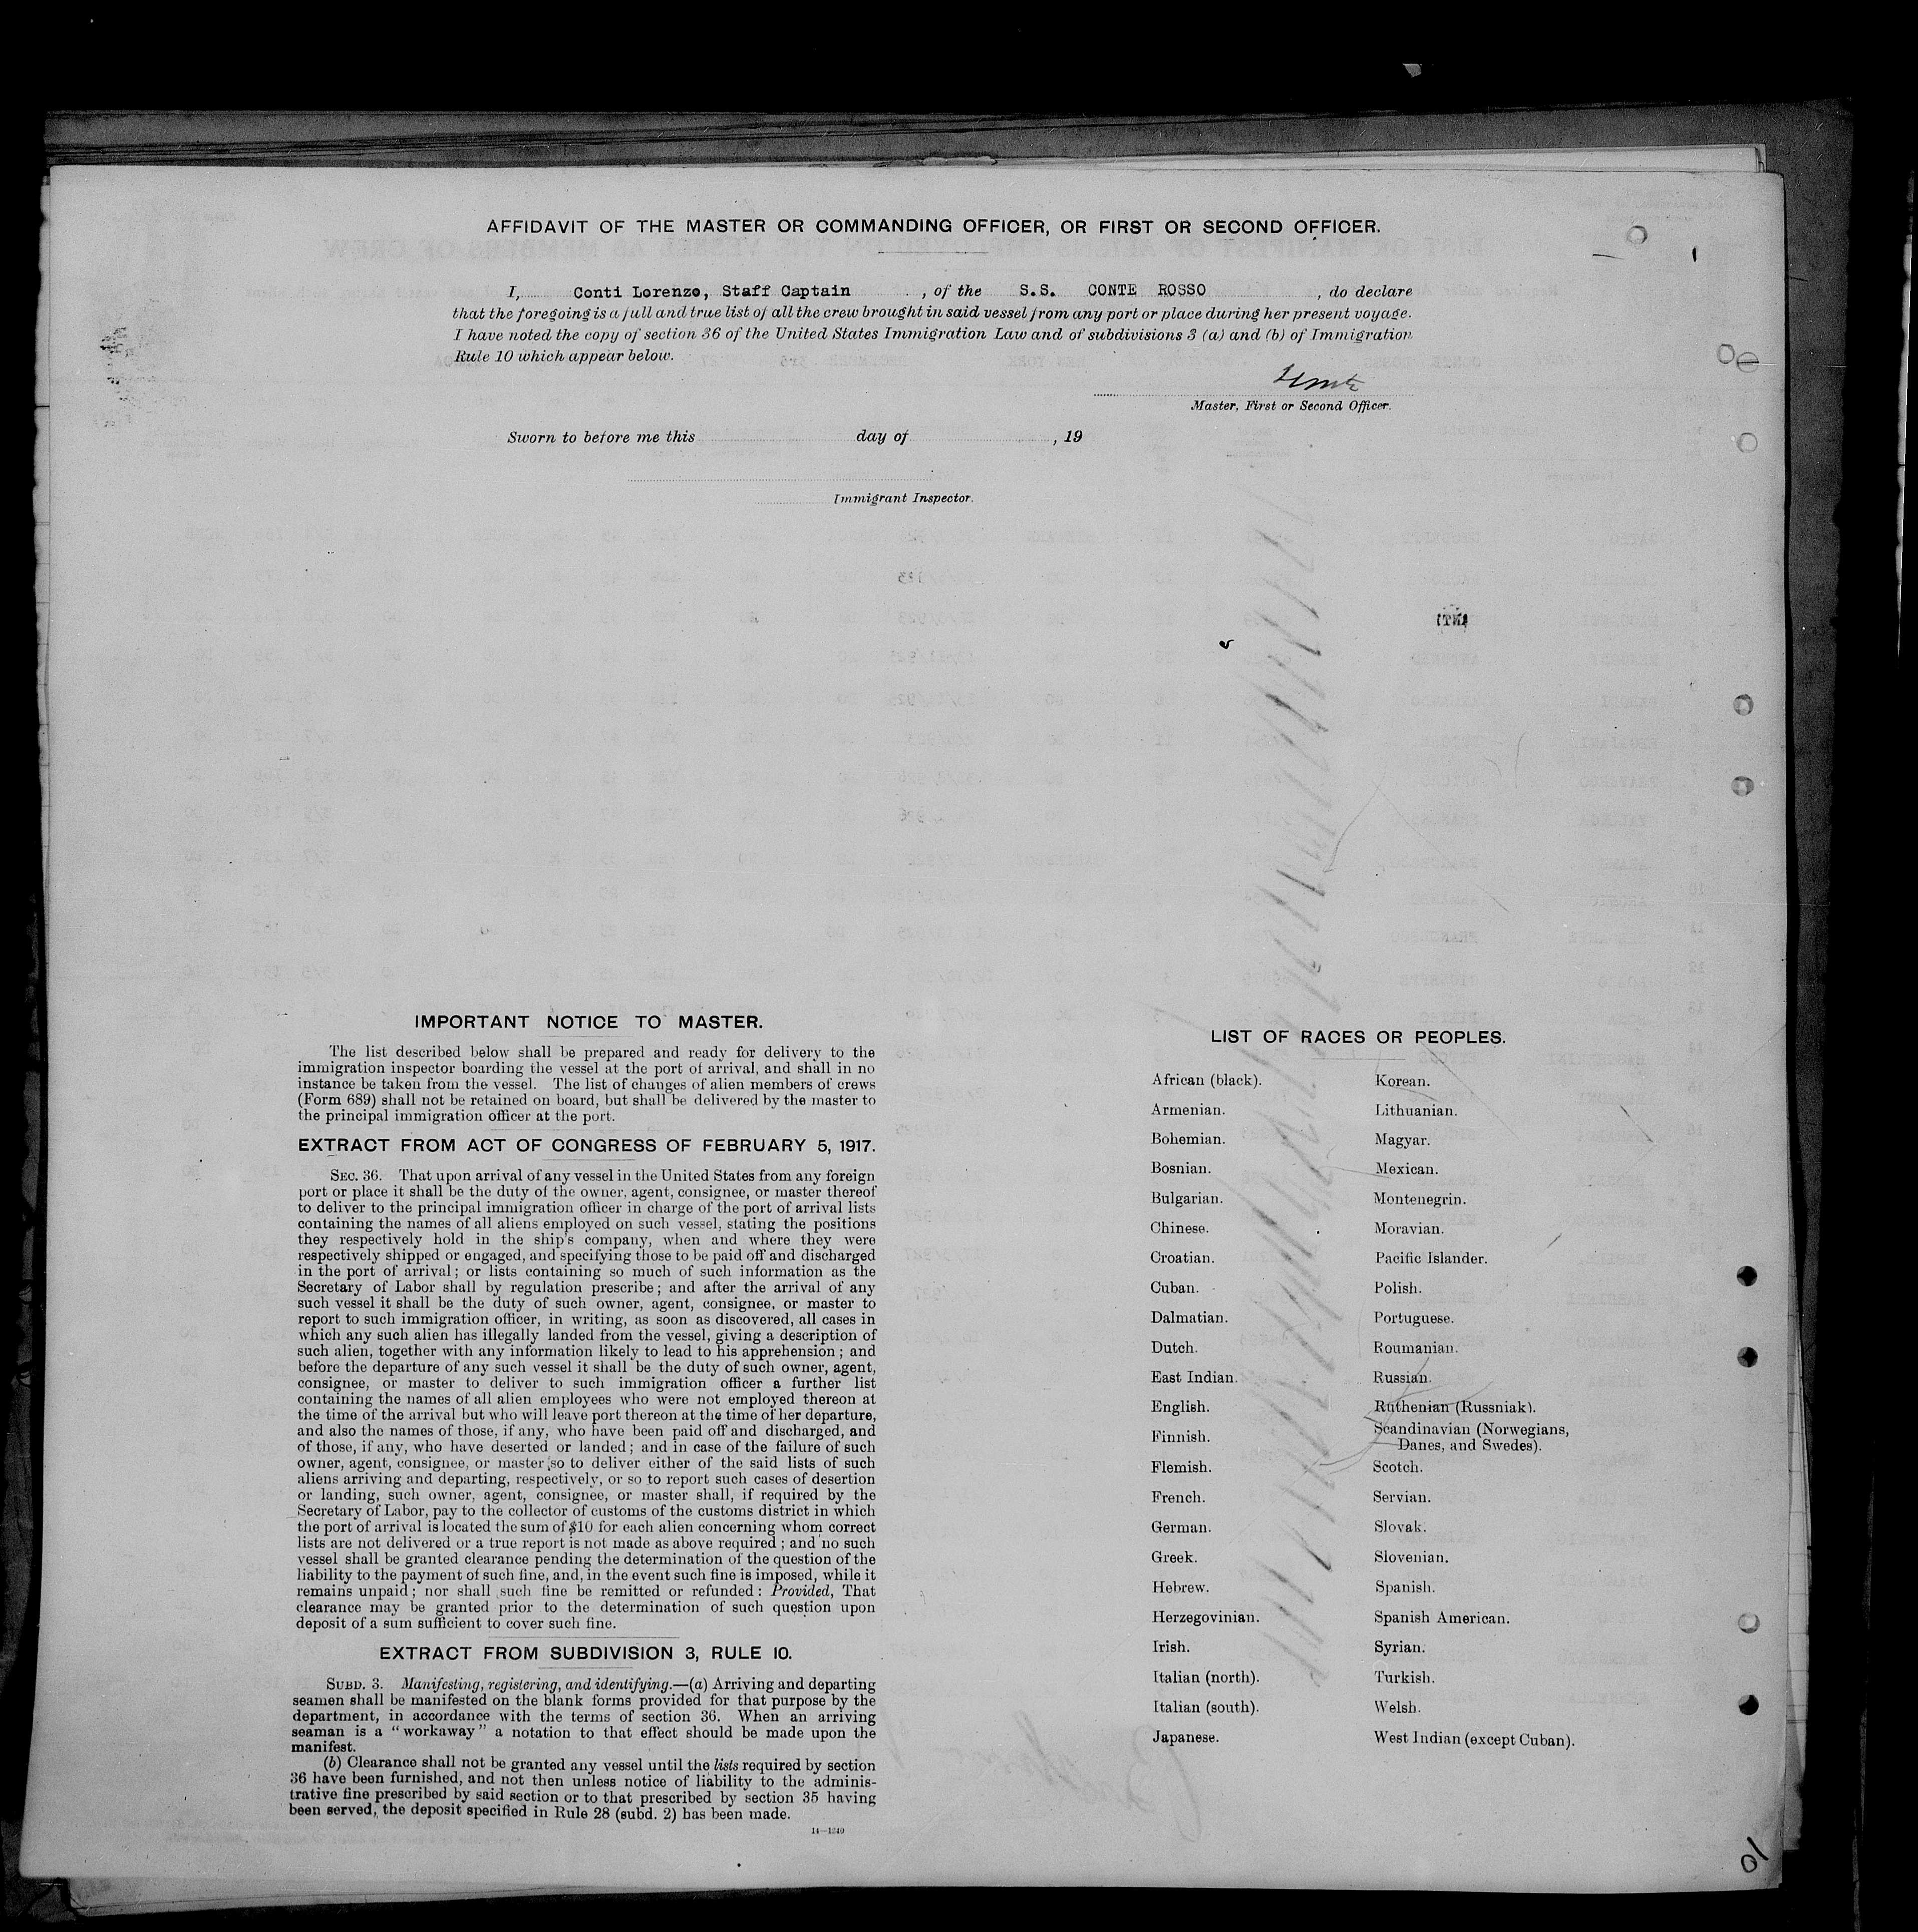 AFFIDAVIT OF THE MASTER OR COMMANDING OFFICER, OR FIRST OR SECOND OFFICER.
I, Conti Lorenzo, Staff Captain , of the S.S. CONTE ROSSO , do declare
that the foregoing is a full and true list of all the crew brought in said vessel from any port or place during her present voyage.
I have noted the copy of section 36 of the United States Immigration Law and of subdivisions 3 (a) and (b) of Immigration
Rule 10 which appear below.
Master, First or Second Officer.
Sworn to before me this day of , 19
Immigrant Inspector.
IMPORTANT NOTICE TO MASTER.
The list described below shall be prepared and ready for delivery to the
immigration inspector boarding the vessel at the port of arrival, and shall in no
instance be taken from the vessel. The list of changes of alien members of crews
(Form 689) shall not be retained on board, but shall be delivered by the master to
the principal immigration officer at the port.
EXTRACT FROM ACT OF CONGRESS OF FEBRUARY 5, 1917.
SEC. 36. That upon arrival of any vessel in the United States from any foreign
port or place it shall be the duty of the owner, agent, consignee, or master thereof
to deliver to the principal immigration officer in charge of the port of arrival lists
containing the names of all aliens employed on such vessel, stating the positions
they respectively hold in the ship's company, when and where they were
respectively shipped or engaged, and specifying those to be paid off and discharged
in the port of arrival; or lists containing so much of such information as the
Secretary of Labor shall by regulation prescribe; and after the arrival of any
such vessel it shall be the duty of such owner, agent, consignee, or master to
report to such immigration officer, in writing, as soon as discovered, all cases in
which any such alien has illegally landed from the vessel, giving a description of
such alien, together with any information likely to lead to his apprehension; and
before the departure of any such vessel it shall be the duty of such owner, agent,
consignee, or master to deliver to such immigration officer a further list
containing the names of all alien employees who were not employed thereon at
the time of the arrival but who will leave port thereon at the time of her departure,
and also the names of those, if any, who have been paid off and discharged, and
of those, if any, who have deserted or landed; and in case of the failure of such
owner, agent, consignee, or master so to deliver either of the said lists of such
aliens arriving and departing, respectively, or so to report such cases of desertion
or landing, such owner, agent, consignee, or master shall, if required by the
Secretary of Labor, pay to the collector of customs of the customs district in which
the port of arrival is located the sum of $10 for each alien concerning whom correct
lists are not delivered or a true report is not made as above required; and no such
vessel shall be granted clearance pending the determination of the question of the
liability to the payment of such fine, and, in the event such fine is imposed, while it
remains unpaid; nor shall such fine be remitted or refunded: Provided, That
clearance may be granted prior to the determination of such question upon
deposit of a sum sufficient to cover such fine.
EXTRACT FROM SUBDIVISION 3, RULE 10.
SUBD. 3. Manifesting, registering, and identifying.—(a) Arriving and departing
seamen shall be manifested on the blank forms provided for that purpose by the
department, in accordance with the terms of section 36. When an arriving
seaman is a "workaway" a notation to that effect should be made upon the
manifest.
(b) Clearance shall not be granted any vessel until the lists required by section
36 have been furnished, and not then unless notice of liability to the adminis-
trative fine prescribed by said section or to that prescribed by section 35 having
been served, the deposit specified in Rule 28 (subd. 2) has been made.
14—1240
LIST OF RACES OR PEOPLES.
African (black).
Armenian.
Bohemian.
Bosnian.
Bulgarian.
Chinese.
Croatian.
Cuban.
Dalmatian.
Dutch.
East Indian.
English.
Finnish.
Flemish.
French.
German.
Greek.
Hebrew.
Herzegovinian.
Irish.
Italian (north).
Italian (south).
Japanese.
Korean.
Lithuanian.
Magyar.
Mexican.
Montenegrin.
Moravian.
Pacific Islander.
Polish.
Portuguese.
Roumanian.
Russian.
Ruthenian (Russniak).
Scandinavian (Norwegians,
Danes, and Swedes).
Scotch.
Servian.
Slovak.
Slovenian.
Spanish.
Spanish American.
Syrian.
Turkish.
Welsh.
West Indian (except Cuban).